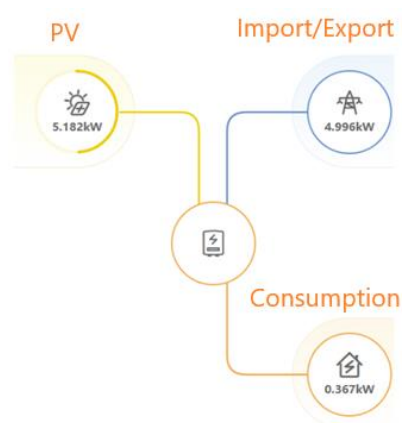 PV
Import/Export
5.182kW
4.996kW
Consumption
0.367kW